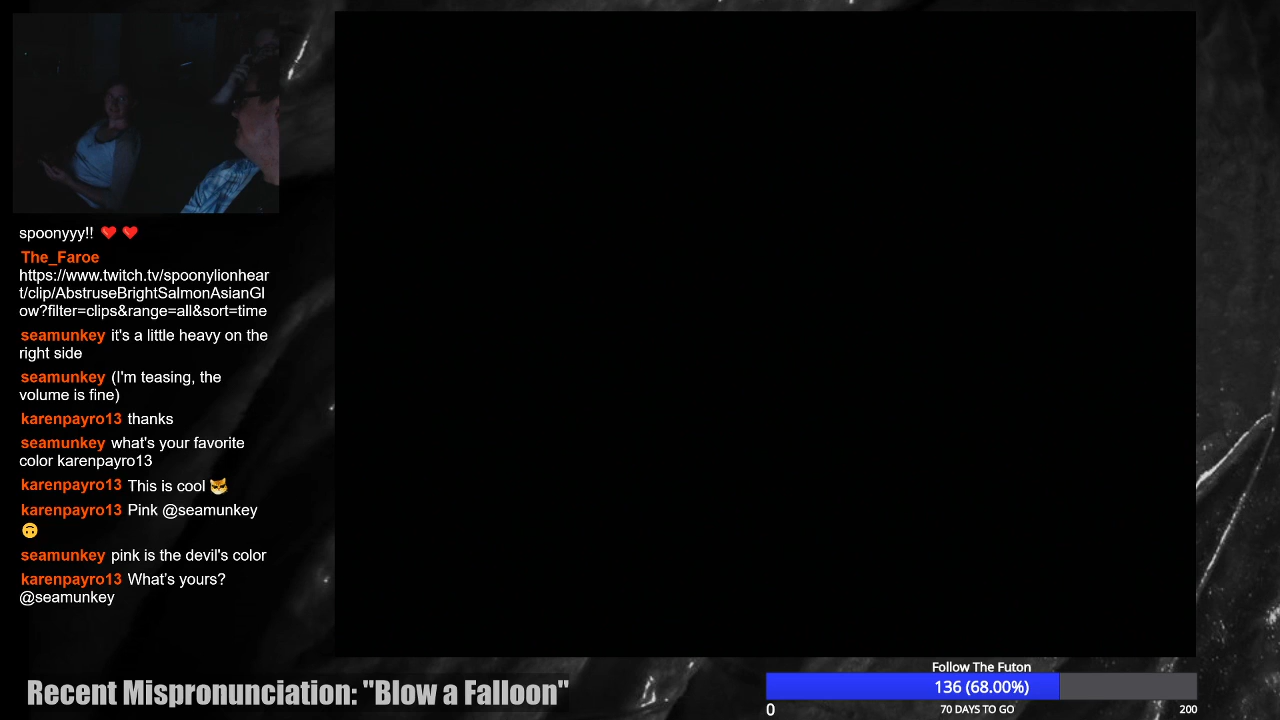 spoonyyy!! ❤️ ❤️
The_Faroe
https://www.twitch.tv/spoonylionhear
t/clip/AbstruseBrightSalmonAsianGl
ow?filter=clips&range=all&sort=time
seamunkey it's a little heavy on the
right side
seamunkey (I'm teasing, the
volume is fine)
karenpayro13 thanks
seamunkey what's your favorite
color karenpayro13
karenpayro13 This is cool
karenpayro13 Pink @seamunkey
🙃
seamunkey pink is the devil's color
karenpayro13 What's yours?
@seamunkey
Recent Mispronunciation: "Blow a Falloon"
Follow The Futon
136 (68.00%)
0
70 DAYS TO GO
200